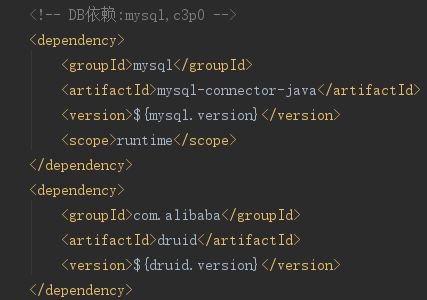 <!-- DB依赖:mysql,c3p0 -->
<dependency>
    <groupId>mysql</groupId>
    <artifactId>mysql-connector-java</artifactId>
    <version>${mysql.version}</version>
    <scope>runtime</scope>
</dependency>
<dependency>
    <groupId>com.alibaba</groupId>
    <artifactId>druid</artifactId>
    <version>${druid.version}</version>
</dependency>